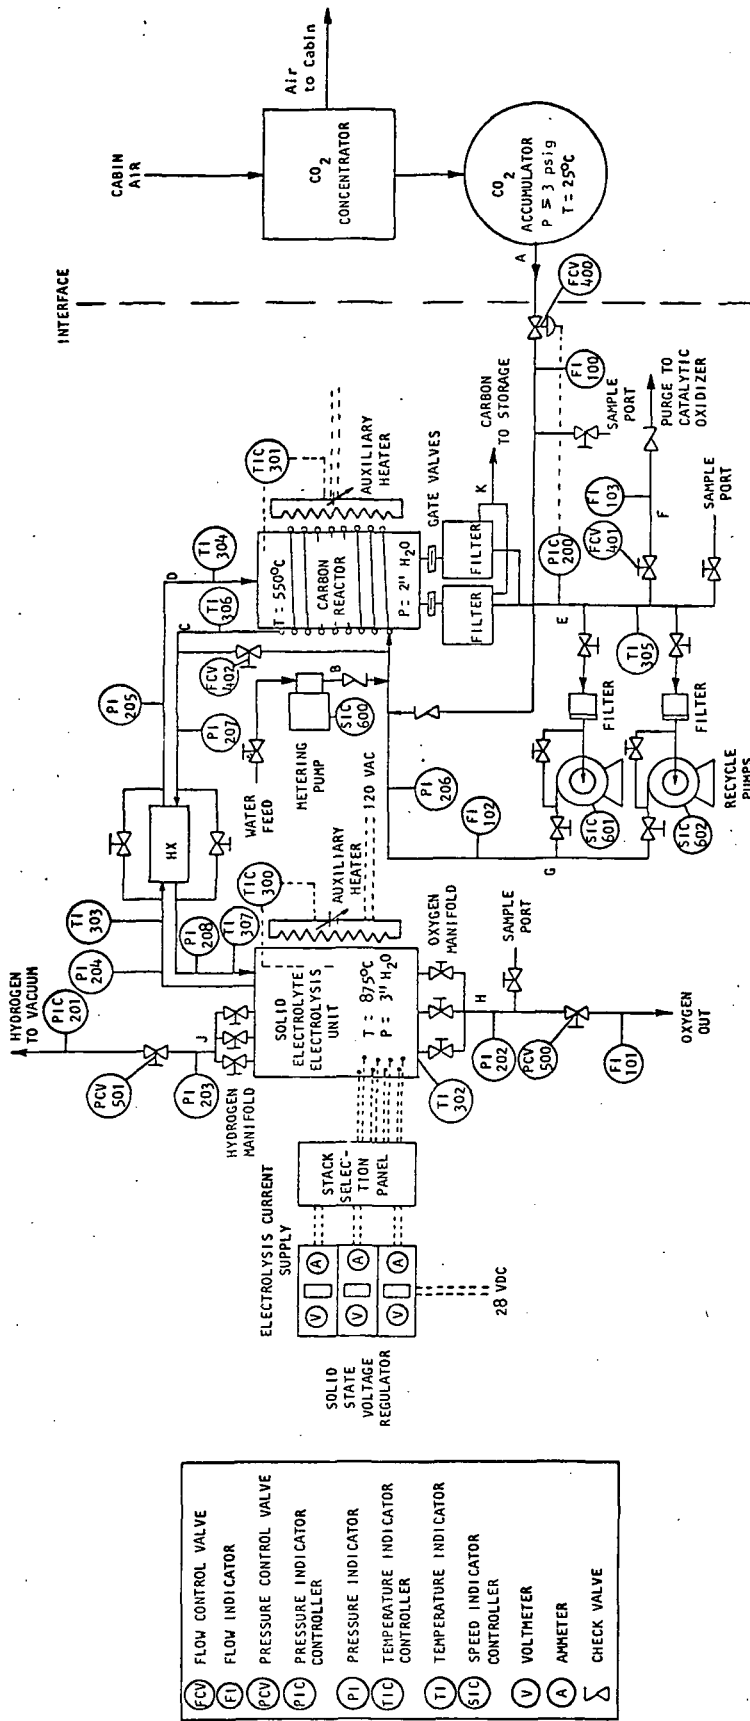 CABIN
AIR
Air
to Cabin
CO2
CONCENTRATOR
CO2
ACCUMULATOR
P ≤ 3 psig
T = 25°C
INTERFACE
A
FCV
400
FI
100
SAMPLE
PORT
PURGE TO
CATALYTIC
OXIDIZER
FI
103
FCV
401
F
SAMPLE
PORT
CARBON
TO STORAGE
K
PIC
200
E
TI
305
TIC
301
AUXILIARY
HEATER
GATE VALVES
T = 550°C
CARBON
REACTOR
P = 2" H2O
FILTER
FILTER
D
TI
304
TI
306
C
FCV
402
B
PI
205
PI
207
SIC
600
METERING
PUMP
WATER
FEED
HX
PI
206
FI
102
G
FILTER
FILTER
SIC
601
SIC
602
RECYCLE
PUMPS
120 VAC
AUXILIARY
HEATER
TIC
300
TI
303
PI
204
PI
208
TI
307
SOLID
ELECTROLYTE
ELECTROLYSIS
UNIT
T = 875°C
P = 3" H2O
OXYGEN
MANIFOLD
SAMPLE
PORT
H
PI
202
PCV
500
FI
101
OXYGEN
OUT
TI
302
HYDROGEN
TO VACUUM
PIC
201
PCV
501
J
PI
203
HYDROGEN
MANIFOLD
STACK
SELEC-
TION
PANEL
ELECTROLYSIS CURRENT
SUPPLY
V A
V A
V A
28 VDC
SOLID
STATE
VOLTAGE
REGULATOR
FCV FLOW CONTROL VALVE
FI FLOW INDICATOR
PCV PRESSURE CONTROL VALVE
PIC PRESSURE INDICATOR
CONTROLLER
PI PRESSURE INDICATOR
TIC TEMPERATURE INDICATOR
CONTROLLER
TI TEMPERATURE INDICATOR
SIC SPEED INDICATOR
CONTROLLER
V VOLTMETER
A AMMETER
CHECK VALVE